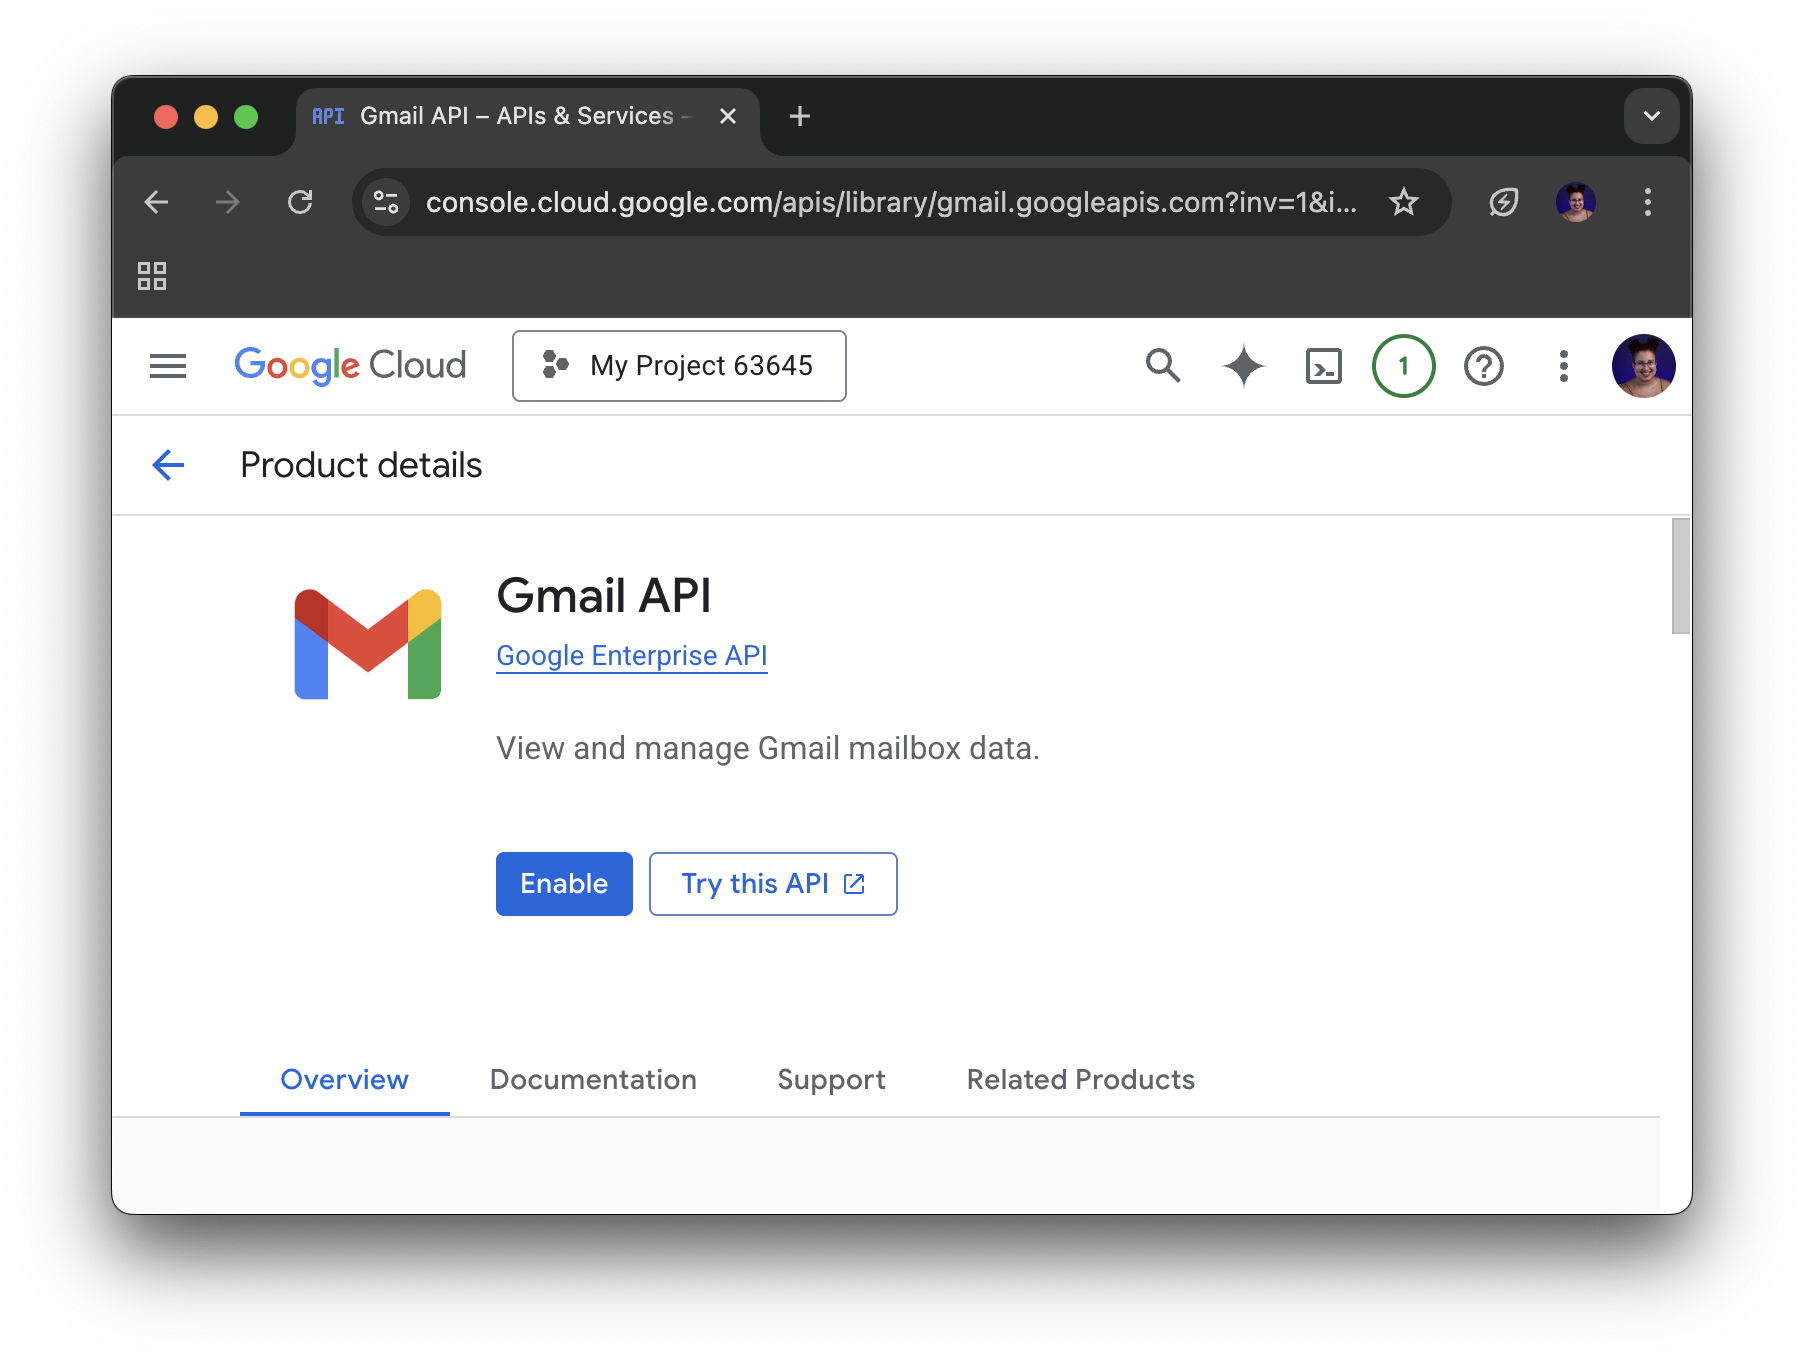 API Gmail API – APIs & Services –
console.cloud.google.com/apis/library/gmail.googleapis.com?inv=1&i...
Google Cloud My Project 63645 1
Product details
Gmail API
Google Enterprise API
View and manage Gmail mailbox data.
Enable Try this API
Overview Documentation Support Related Products